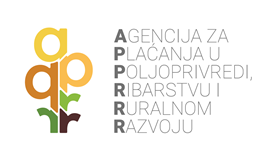 a
g p
r r
r r
AGENCIJA ZA
PLAĆANJA U
POLJOPRIVREDI,
RIBARSTVU I
RURALNOM
RAZVOJU